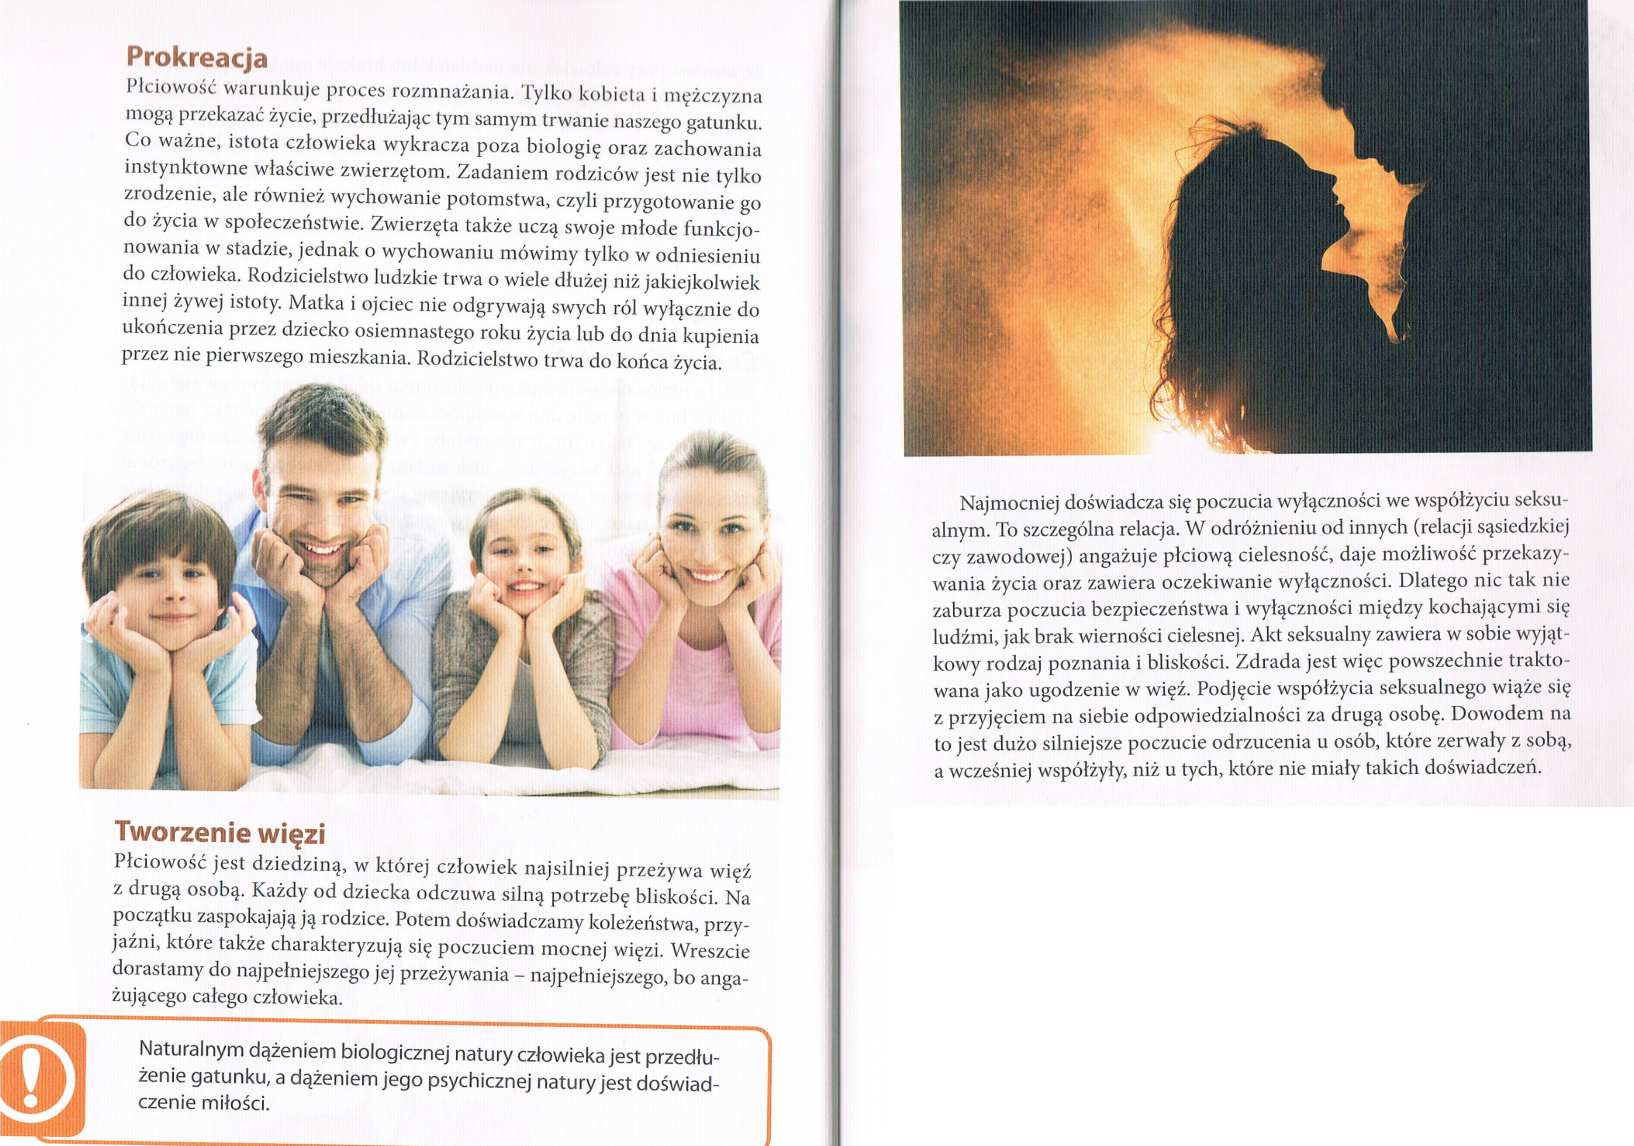 Prokreacja
Płciowość warunkuje proces rozmnażania. Tylko kobieta i mężczyzna
mogą przekazać życie, przedłużając tym samym trwanie naszego gatunku.
Co ważne, istota człowieka wykracza poza biologię oraz zachowania
instynktowne właściwe zwierzętom. Zadaniem rodziców jest nie tylko
zrodzenie, ale również wychowanie potomstwa, czyli przygotowanie go
do życia w społeczeństwie. Zwierzęta także uczą swoje młode funkcjo-
nowania w stadzie, jednak o wychowaniu mówimy tylko w odniesieniu
do człowieka. Rodzicielstwo ludzkie trwa o wiele dłużej niż jakiejkolwiek
innej żywej istoty. Matka i ojciec nie odgrywają swych ról wyłącznie do
ukończenia przez dziecko osiemnastego roku życia lub do dnia kupienia
przez nie pierwszego mieszkania. Rodzicielstwo trwa do końca życia.
Tworzenie więzi
Płciowość jest dziedziną, w której człowiek najsilniej przeżywa więź
z drugą osobą. Każdy od dziecka odczuwa silną potrzebę bliskości. Na
początku zaspokajają ją rodzice. Potem doświadczamy koleżeństwa, przy-
jaźni, które także charakteryzują się poczuciem mocnej więzi. Wreszcie
dorastamy do najpełniejszego jej przeżywania – najpełniejszego, bo anga-
żującego całego człowieka.
Naturalnym dążeniem biologicznej natury człowieka jest przedłu-
żenie gatunku, a dążeniem jego psychicznej natury jest doświad-
czenie miłości.
Najmocniej doświadcza się poczucia wyłączności we współżyciu seksu-
alnym. To szczególna relacja. W odróżnieniu od innych (relacji sąsiedzkiej
czy zawodowej) angażuje płciową cielesność, daje możliwość przekazy-
wania życia oraz zawiera oczekiwanie wyłączności. Dlatego nic tak nie
zaburza poczucia bezpieczeństwa i wyłączności między kochającymi się
ludźmi, jak brak wierności cielesnej. Akt seksualny zawiera w sobie wyjąt-
kowy rodzaj poznania i bliskości. Zdrada jest więc powszechnie trakto-
wana jako ugodzenie w więź. Podjęcie współżycia seksualnego wiąże się
z przyjęciem na siebie odpowiedzialności za drugą osobę. Dowodem na
to jest dużo silniejsze poczucie odrzucenia u osób, które zerwały z sobą,
a wcześniej współżyły, niż u tych, które nie miały takich doświadczeń.